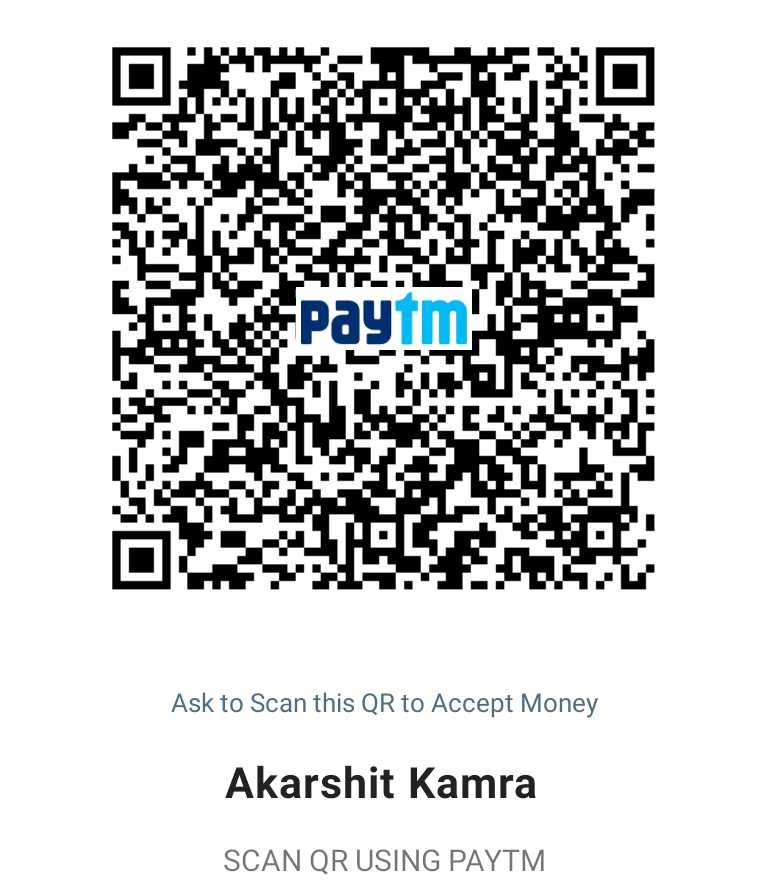 paytm
Ask to Scan this QR to Accept Money
Akarshit Kamra
SCAN QR USING PAYTM